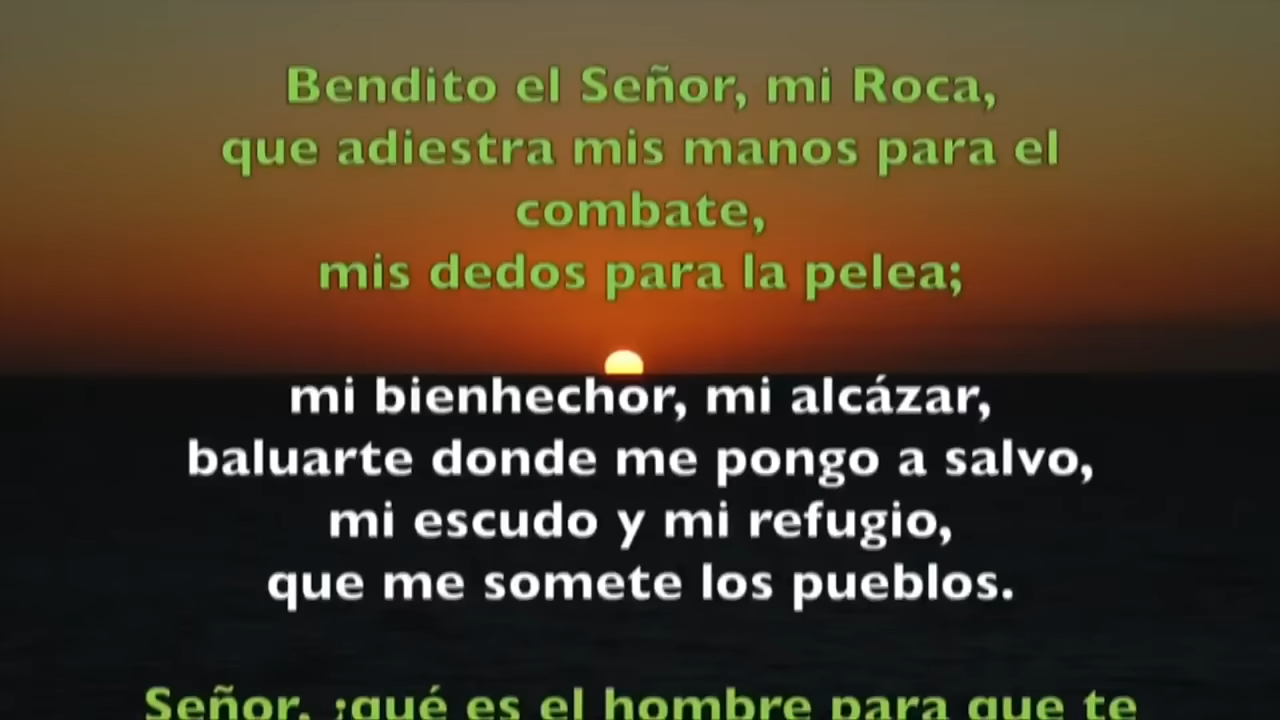 Bendito el Señor, mi Roca,
que adiestra mis manos para el
combate,
mis dedos para la pelea;
mi bienhechor, mi alcázar,
baluarte donde me pongo a salvo,
mi escudo y mi refugio,
que me somete los pueblos.
Señor, ¿qué es el hombre para que te